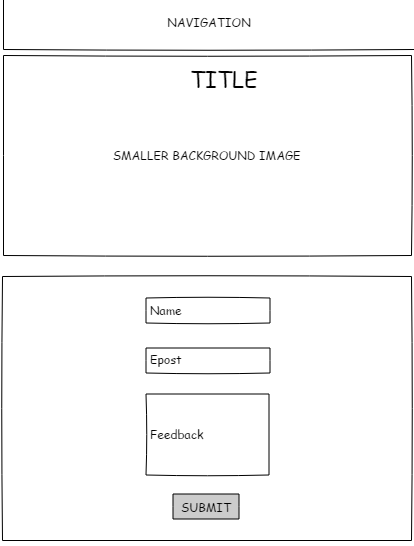 NAVIGATION
TITLE
SMALLER BACKGROUND IMAGE
Name
Epost
Feedback
SUBMIT